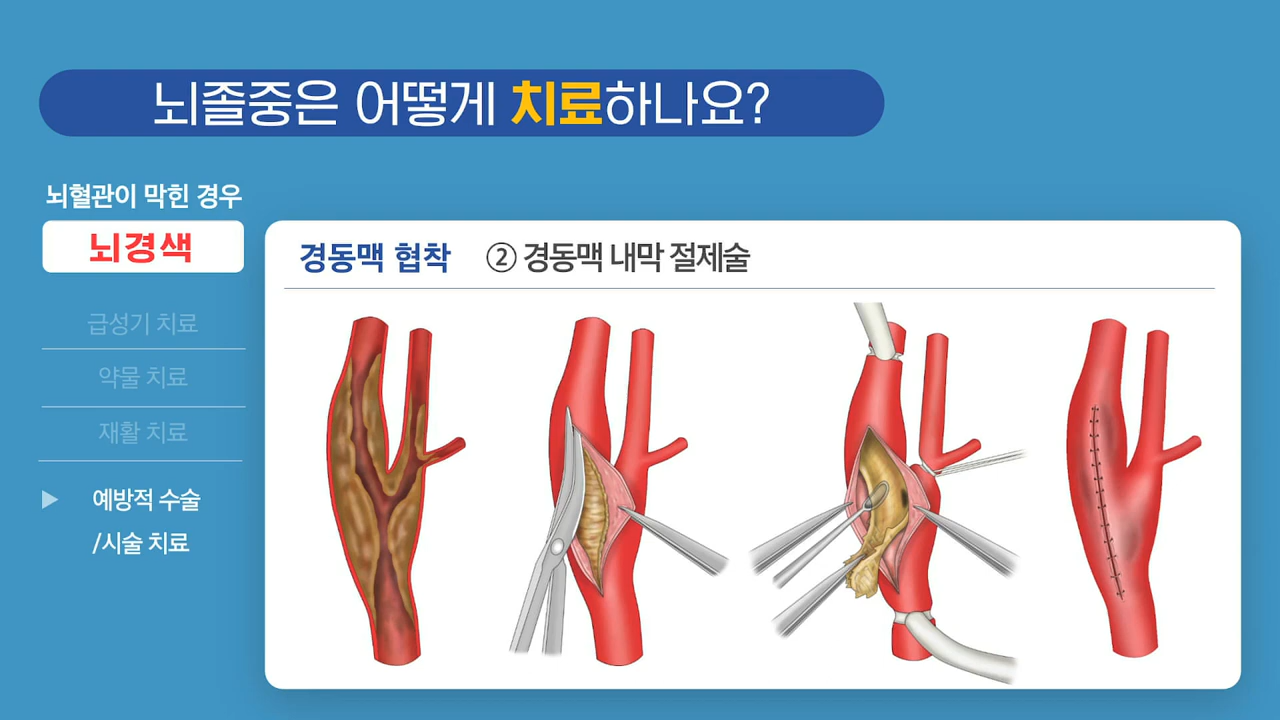 뇌졸중은 어떻게 치료하나요?
뇌혈관이 막힌 경우
뇌경색
급성기 치료
약물 치료
재활 치료
▶ 예방적 수술
/시술 치료
경동맥 협착 ② 경동맥 내막 절제술